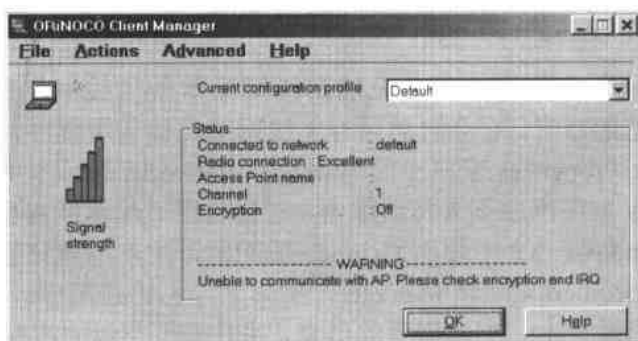 ORiNOCO Client Manager
File Actions Advanced Help
Current configuration profile Default
Status
Connected to network : default
Radio connection : Excellent
Access Point name :
Channel : 1
Encryption : Off
Signal
strength
WARNING
Unable to communicate with AP. Please check encryption and IRQ
OK Help